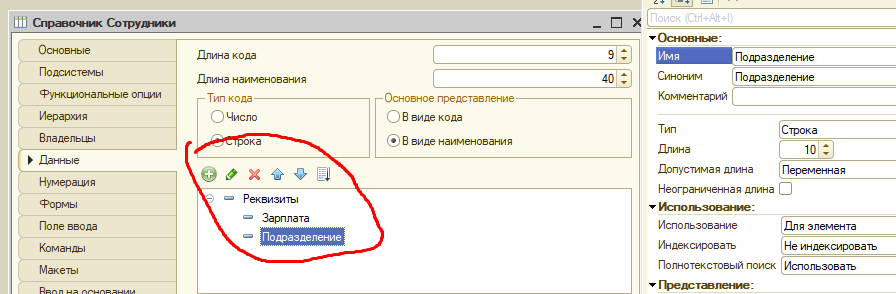 Справочник Сотрудники
Основные
Подсистемы
Функциональные опции
Иерархия
Владельцы
Данные
Нумерация
Формы
Поле ввода
Команды
Макеты
Ввод на основании
Длина кода
9
Длина наименования
40
Тип кода
Число
Строка
Основное представление
В виде кода
В виде наименования
Реквизиты
Зарплата
Подразделение
Поиск (Ctrl+Alt+I)
Основные:
Имя Подразделение
Синоним Подразделение
Комментарий
Тип Строка
Длина 10
Допустимая длина Переменная
Неограниченная длина
Использование:
Использование Для элемента
Индексировать Не индексировать
Полнотекстовый поиск Использовать
Представление: